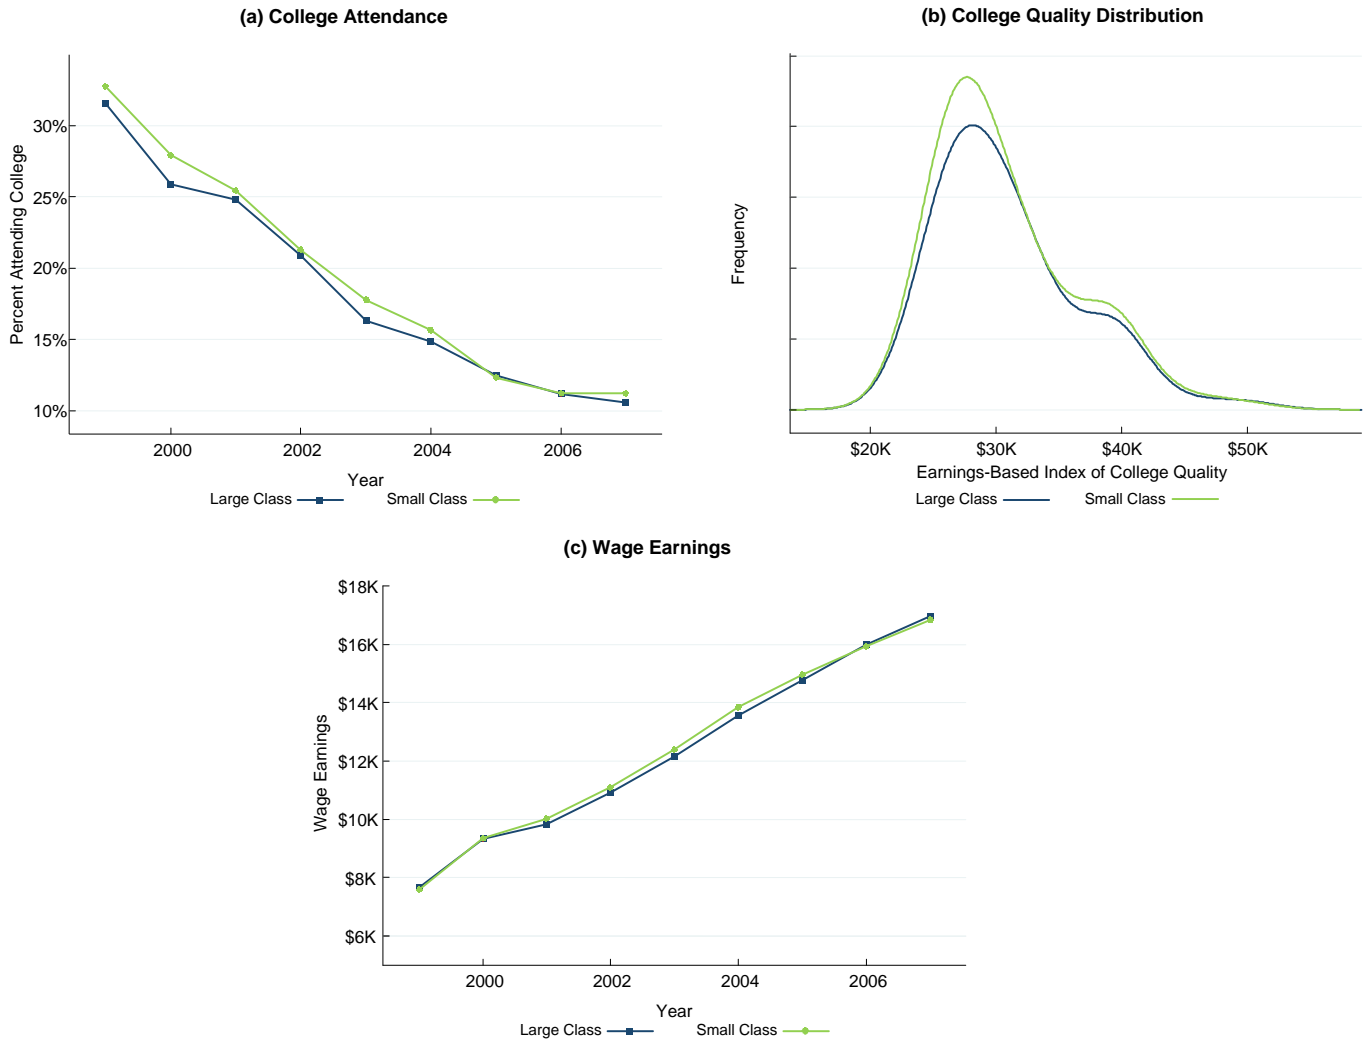 (a) College Attendance
Percent Attending College
30%
25%
20%
15%
10%
2000 2002 2004 2006
Year
Large Class Small Class
(b) College Quality Distribution
Frequency
$20K $30K $40K $50K
Earnings-Based Index of College Quality
Large Class Small Class
(c) Wage Earnings
Wage Earnings
$18K
$16K
$14K
$12K
$10K
$8K
$6K
2000 2002 2004 2006
Year
Large Class Small Class